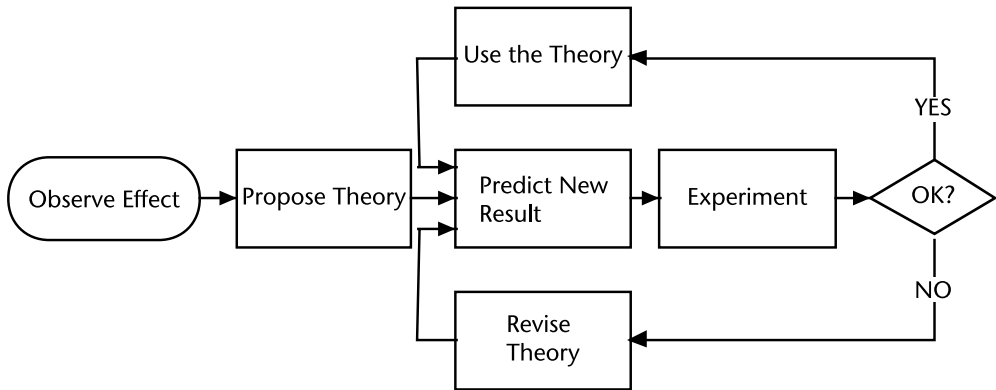 Use the Theory
YES
Observe Effect
Propose Theory
Predict New
Result
Experiment
OK?
NO
Revise
Theory